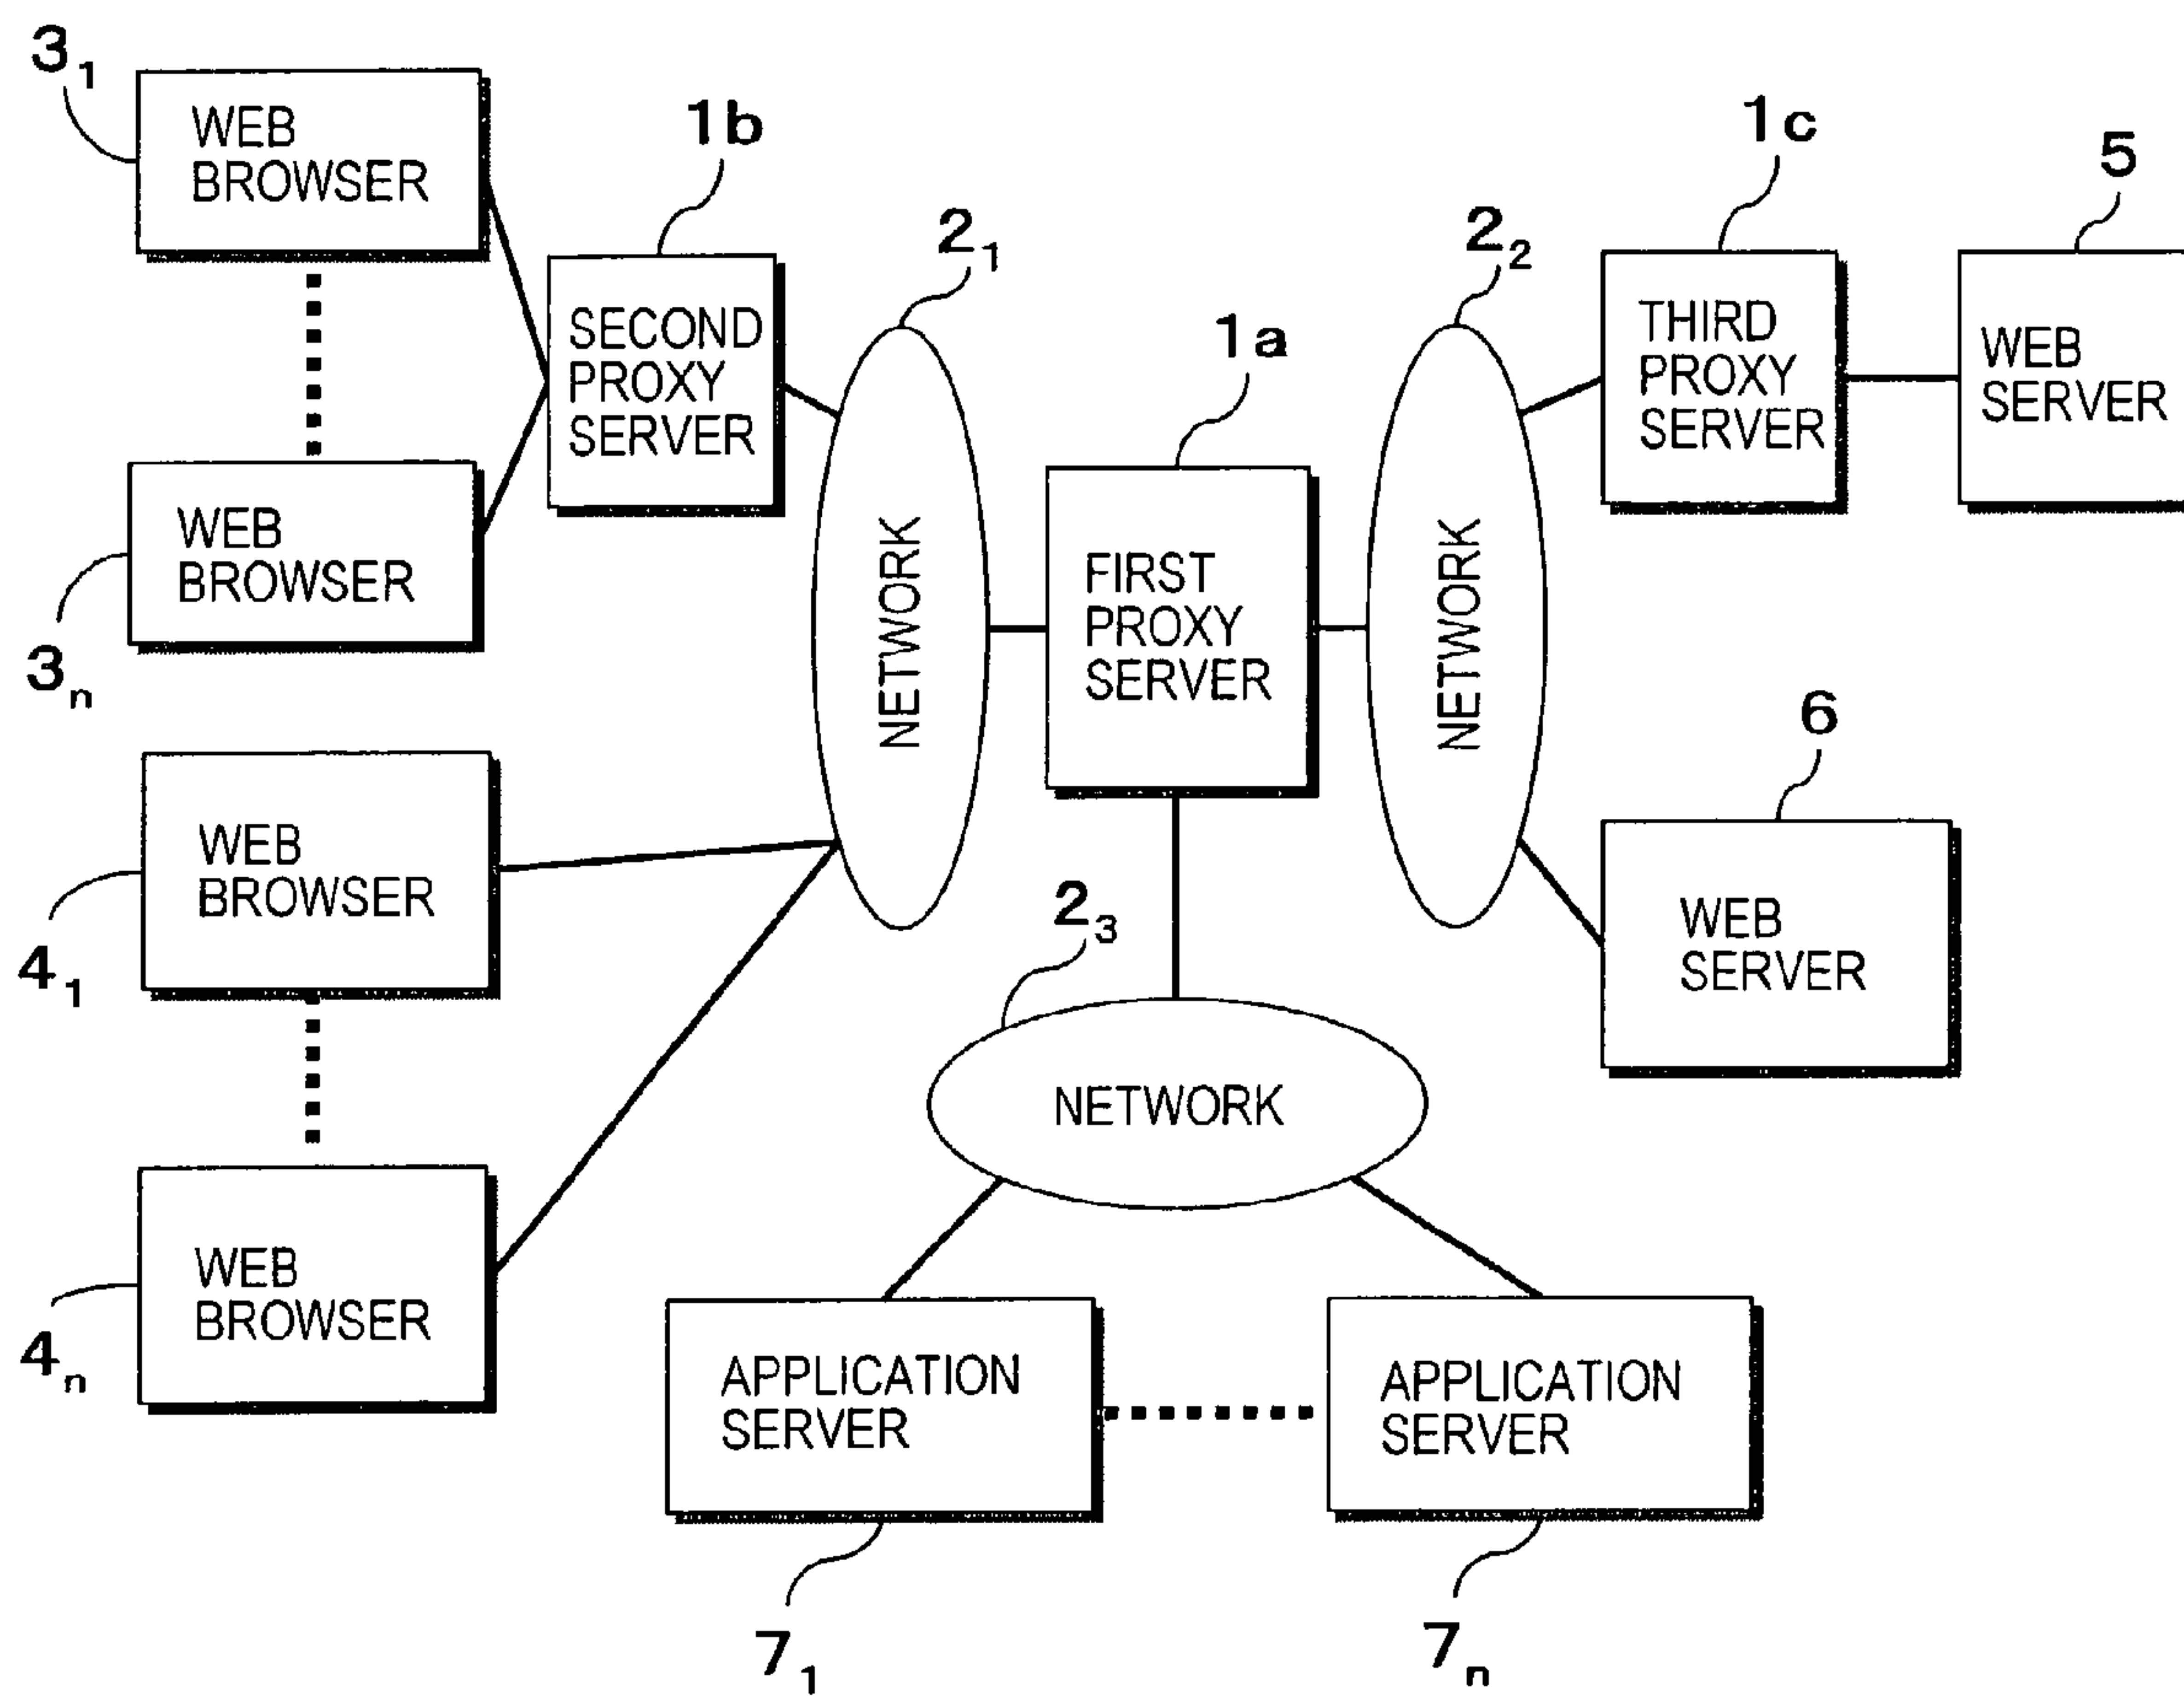 3₁
WEB
BROWSER
1b
1c
5
2₁
2₂
SECOND
PROXY
SERVER
THIRD
PROXY
SERVER
WEB
SERVER
1a
WEB
BROWSER
3ₙ
NETWORK
FIRST
PROXY
SERVER
NETWORK
6
WEB
BROWSER
4₁
2₃
WEB
SERVER
NETWORK
WEB
BROWSER
4ₙ
APPLICATION
SERVER
APPLICATION
SERVER
7₁
7ₙ